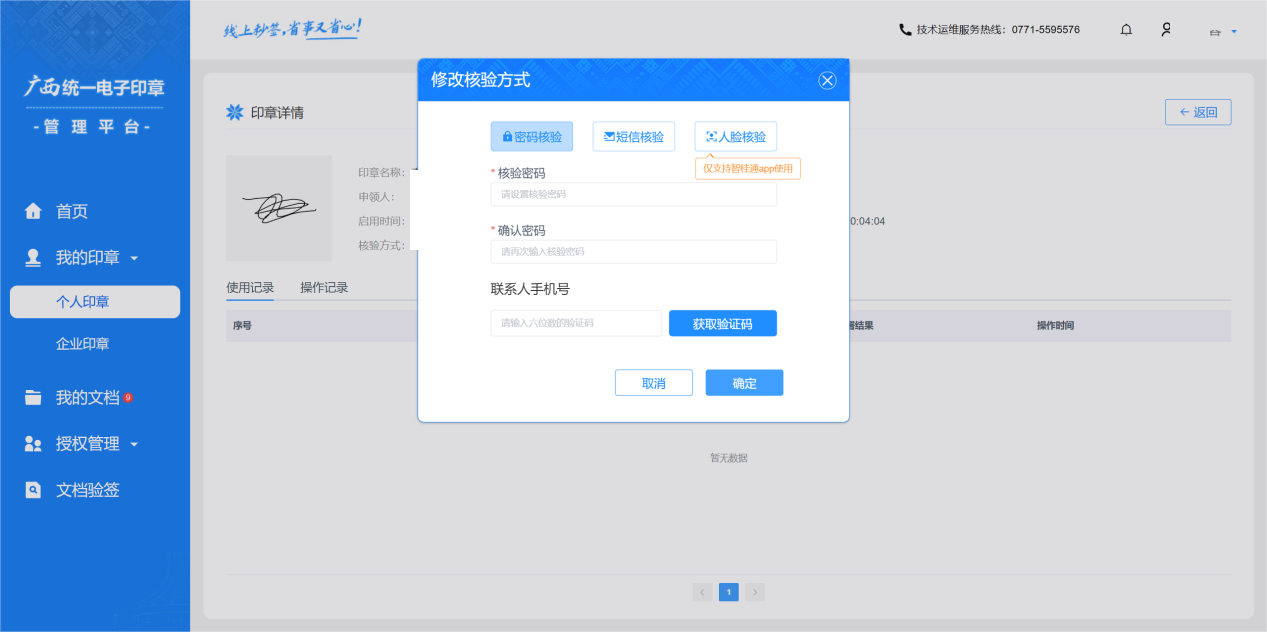 广西统一电子印章
-管理平台-
首页
我的印章
个人印章
企业印章
我的文档 9
授权管理
文档验签
线上秒签,省事又省心!
技术运维服务热线: 0771-5595576
印章详情
返回
印章名称:
申领人:
启用时间:
0:04:04
核验方式:
使用记录 操作记录
序号
结果
操作时间
暂无数据
1
修改核验方式
密码核验 短信核验 人脸核验
仅支持智桂通app使用
* 核验密码
请设置核验密码
* 确认密码
请再次输入核验密码
联系人手机号
请输入六位数的验证码
获取验证码
取消 确定